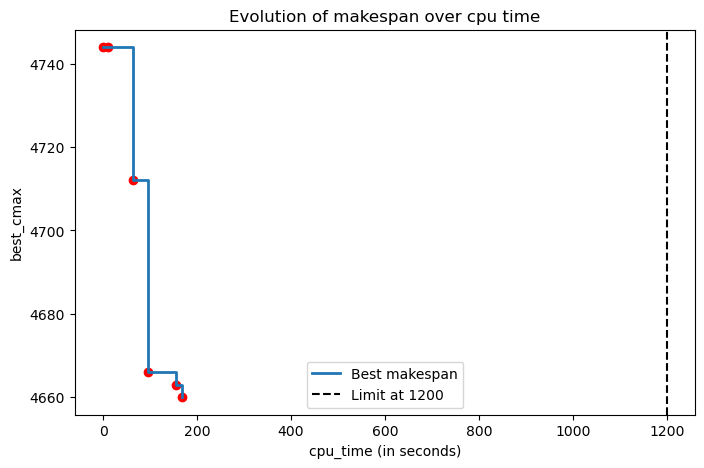 Evolution of makespan over cpu time
best_cmax
4740
4720
4700
4680
4660
Best makespan
Limit at 1200
0
200
400
600
800
1000
1200
cpu_time (in seconds)